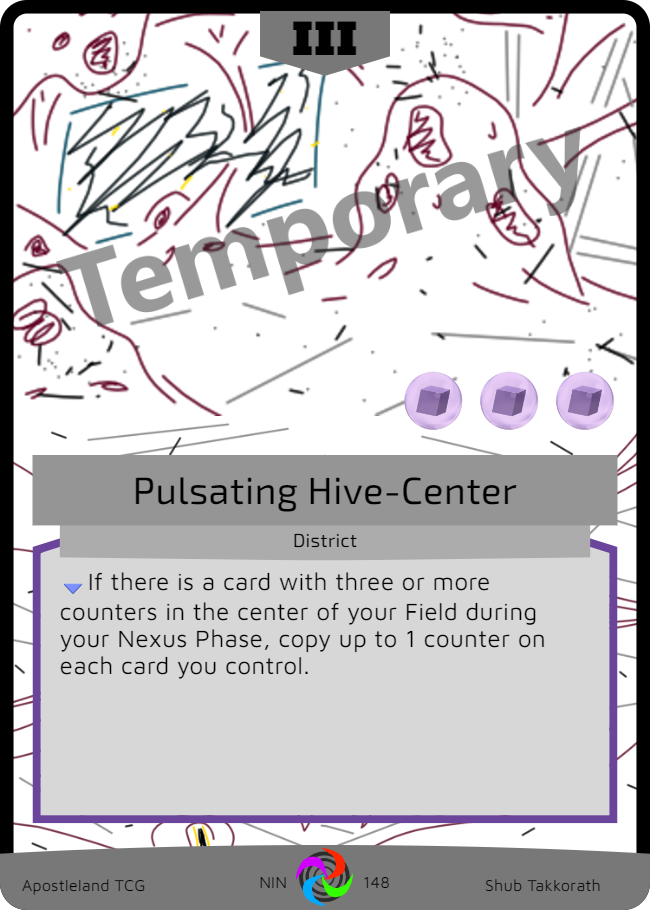 III
Temporary
Pulsating Hive-Center
District
If there is a card with three or more
counters in the center of your Field during
your Nexus Phase, copy up to 1 counter on
each card you control.
Apostleland TCG
NIN
148
Shub Takkorath